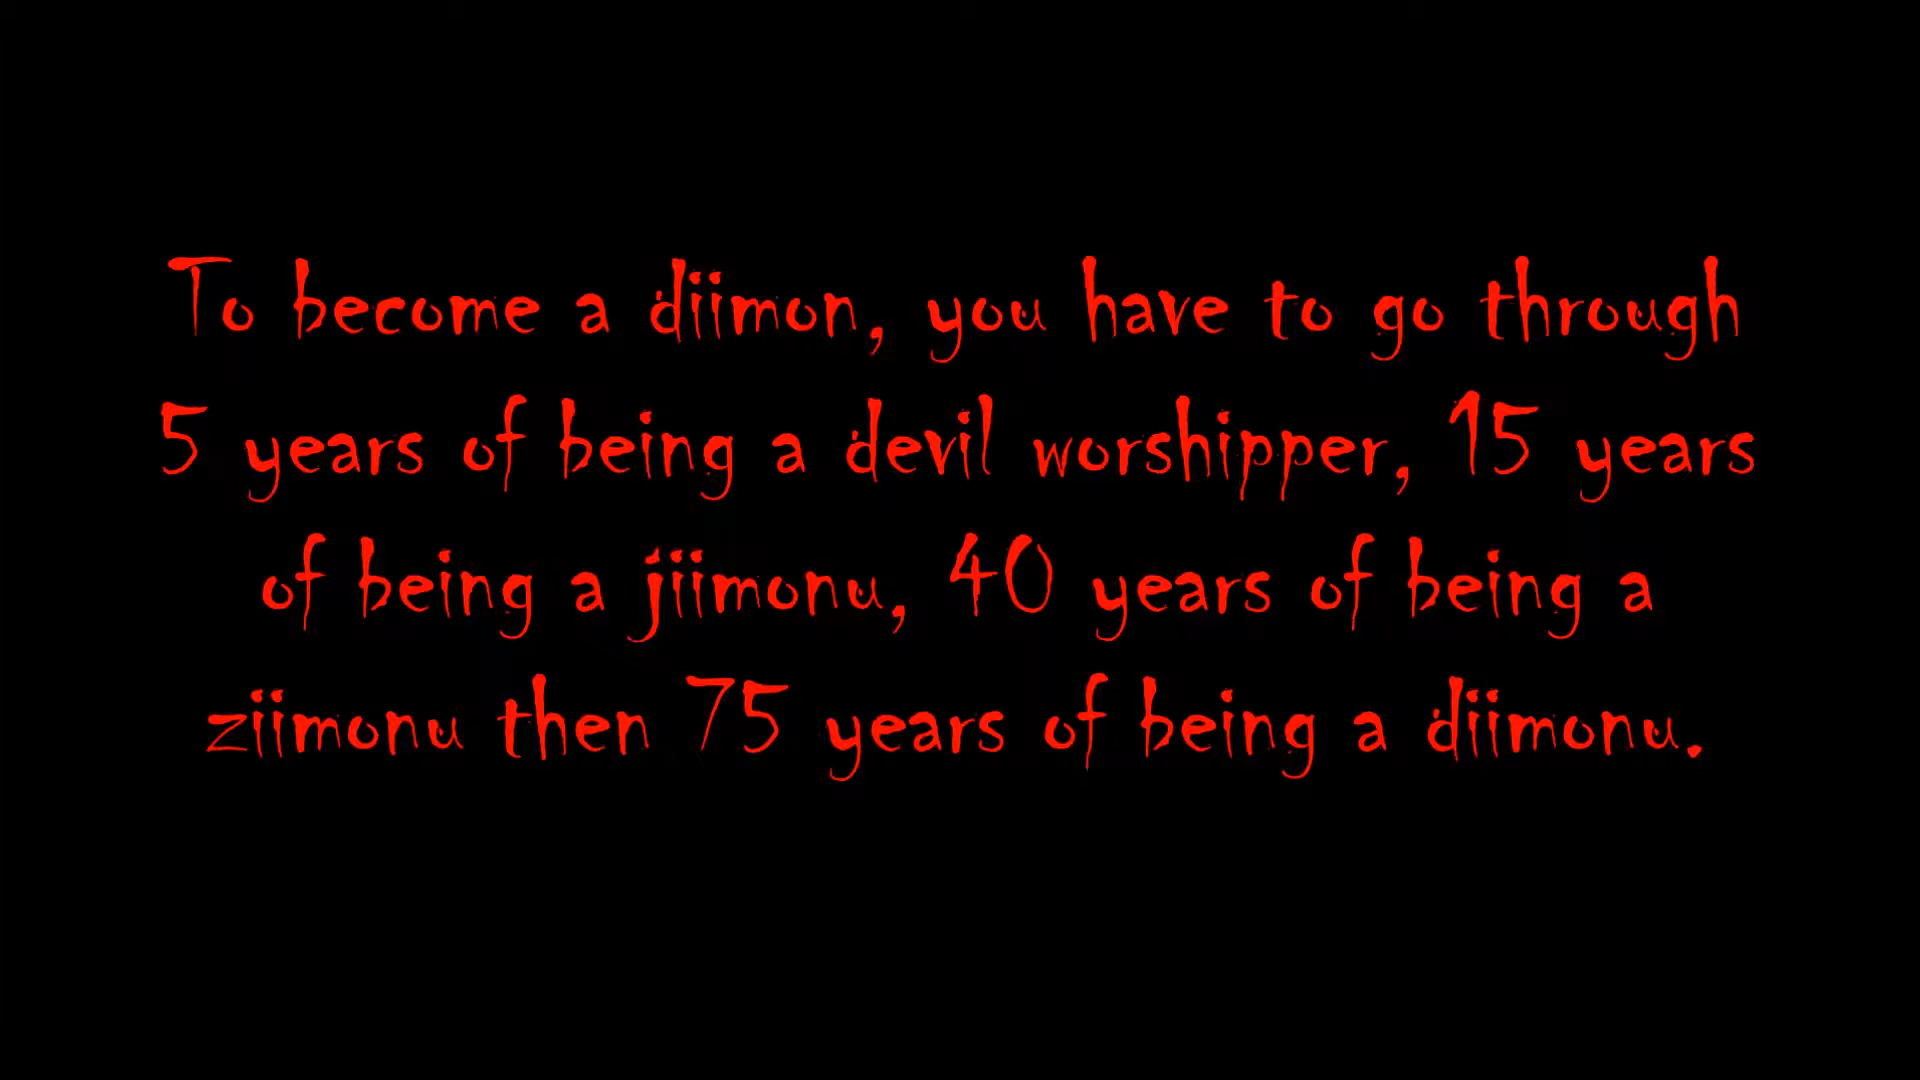 To become a diimon, you have to go through
5 years of being a devil worshipper, 15 years
of being a jiimonu, 40 years of being a
ziimonu then 75 years of being a diimonu.